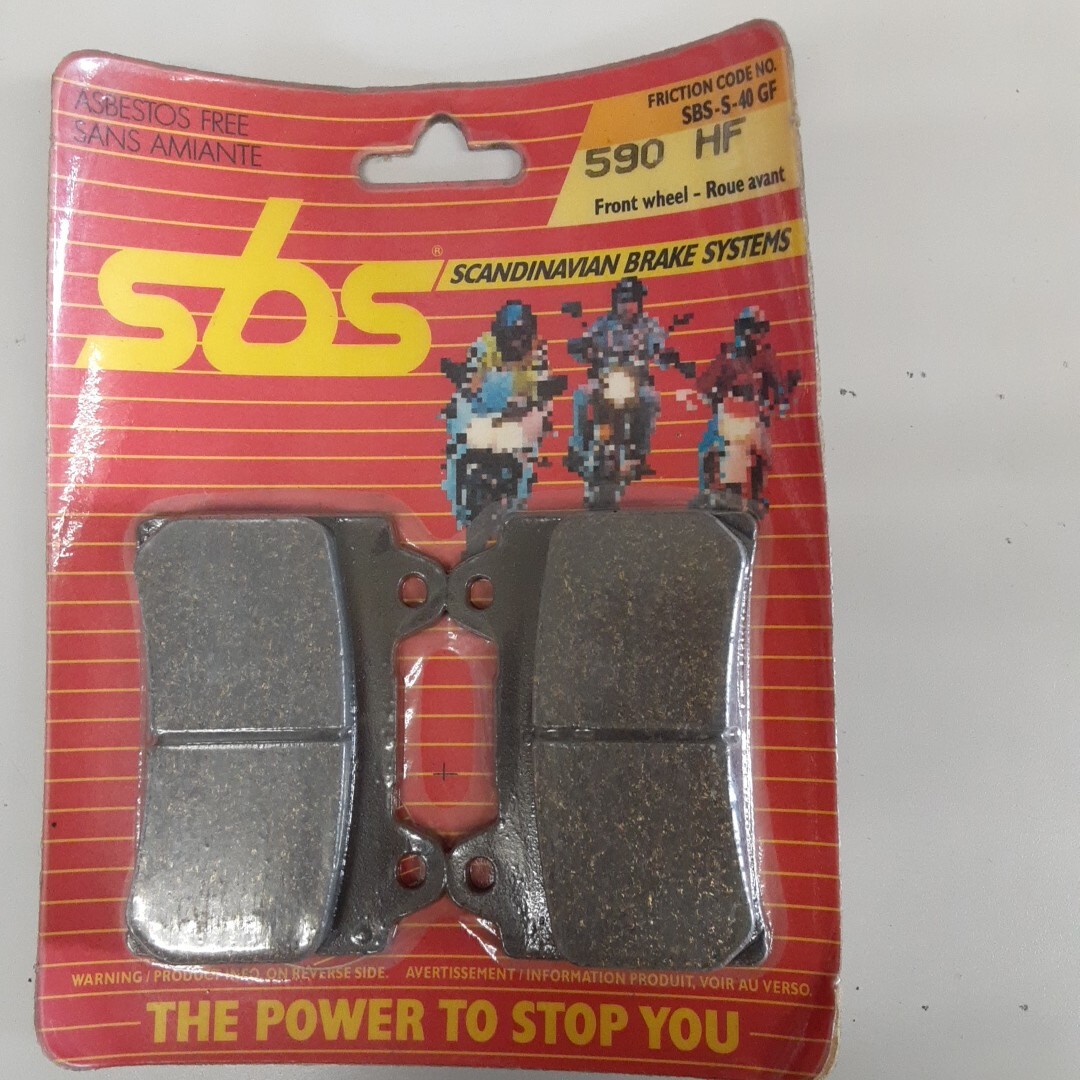 ASBESTOS FREE
SANS AMIANTE
FRICTION CODE NO.
SBS-S-40 GF
590 HF
Front wheel - Roue avant
sbs®
SCANDINAVIAN BRAKE SYSTEMS
WARNING / PRODUCT INFO. ON REVERSE SIDE. AVERTISSEMENT / INFORMATION PRODUIT, VOIR AU VERSO.
THE POWER TO STOP YOU